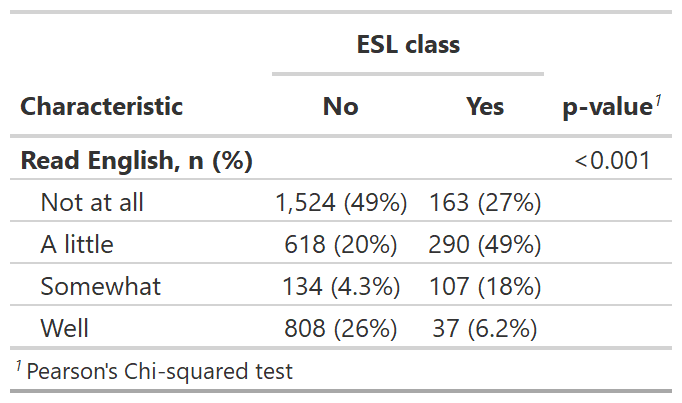 ESL class
Characteristic No Yes p-value1
Read English, n (%) <0.001
Not at all 1,524 (49%) 163 (27%)
A little 618 (20%) 290 (49%)
Somewhat 134 (4.3%) 107 (18%)
Well 808 (26%) 37 (6.2%)
1 Pearson's Chi-squared test